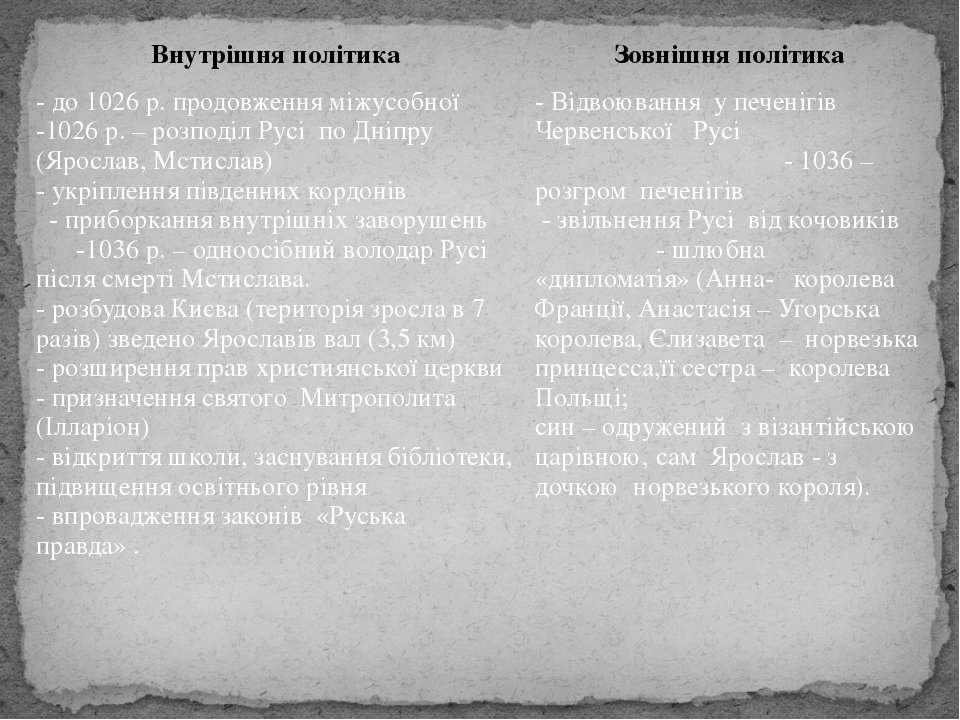 Внутрішня політика
- до 1026 р. продовження міжусобної
-1026 р. – розподіл Русі по Дніпру
(Ярослав, Мстислав)
- укріплення південних кордонів
- приборкання внутрішніх заворушень
-1036 р. – одноосібний володар Русі
після смерті Мстислава.
- розбудова Києва (територія зросла в 7
разів) зведено Ярославів вал (3,5 км)
- розширення прав християнської церкви
- призначення святого Митрополита
(Ілларіон)
- відкриття школи, заснування бібліотеки,
підвищення освітнього рівня
- впровадження законів «Руська
правда» .
Зовнішня політика
- Відвоювання у печенігів
Червенської Русі
- 1036 –
розгром печенігів
- звільнення Русі від кочовиків
- шлюбна
«дипломатія» (Анна- королева
Франції, Анастасія – Угорська
королева, Єлизавета – норвезька
принцесса,її сестра – королева
Польщі;
син – одружений з візантійською
царівною, сам Ярослав - з
дочкою норвезького короля).